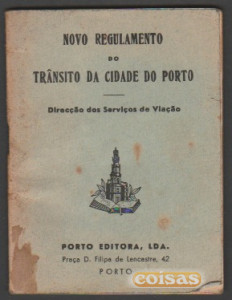 NOVO REGULAMENTO
DO
TRÂNSITO DA CIDADE DO PORTO
Direcção dos Serviços de Viação
PORTO EDITORA, LDA.
Praça D. Filipa de Lencastre, 42
PORTO
coisas